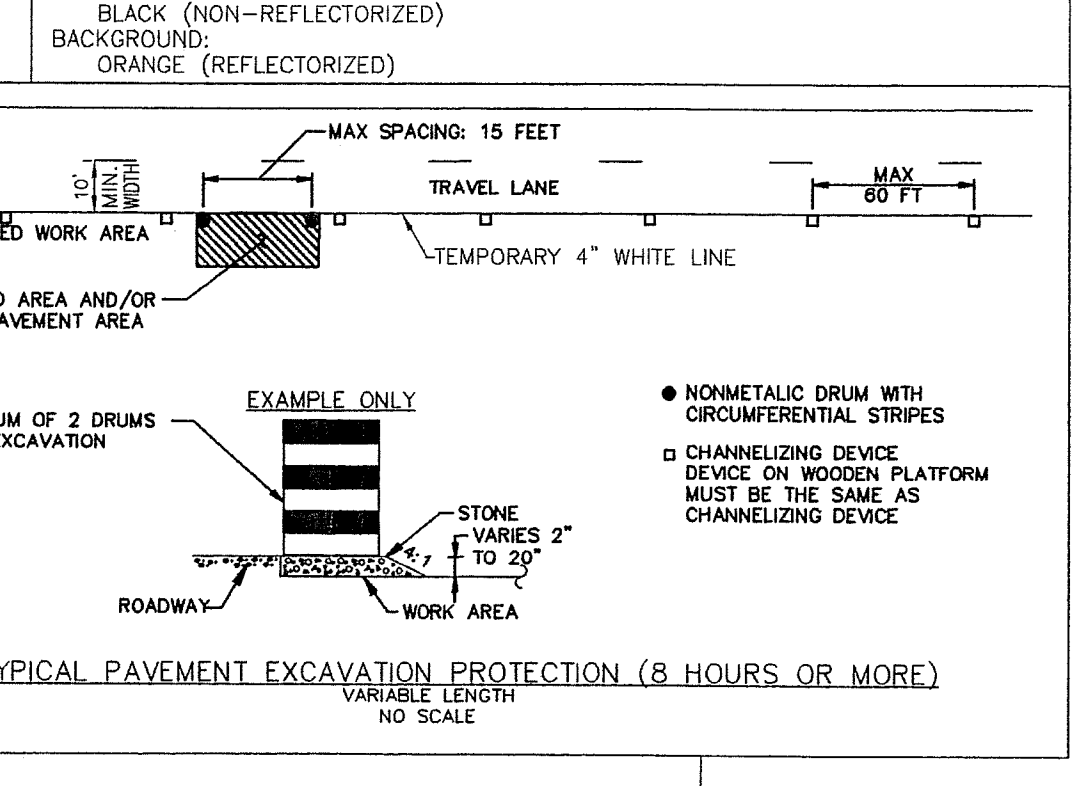 BLACK (NON-REFLECTORIZED)
BACKGROUND:
ORANGE (REFLECTORIZED)
MAX SPACING: 15 FEET
10'
MIN.
WIDTH
TRAVEL LANE
MAX
60 FT
ED WORK AREA
TEMPORARY 4" WHITE LINE
AREA AND/OR
AVEMENT AREA
EXAMPLE ONLY
UM OF 2 DRUMS
EXCAVATION
NONMETALIC DRUM WITH
CIRCUMFERENTIAL STRIPES
CHANNELIZING DEVICE
DEVICE ON WOODEN PLATFORM
MUST BE THE SAME AS
CHANNELIZING DEVICE
STONE
VARIES 2"
TO 20"
4:1
ROADWAY
WORK AREA
YPICAL PAVEMENT EXCAVATION PROTECTION (8 HOURS OR MORE)
VARIABLE LENGTH
NO SCALE